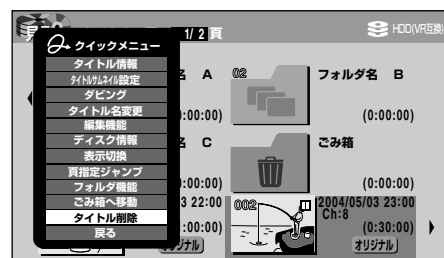 1/ 2 頁
HDD(VR互換)
クイックメニュー
タイトル情報
タイトルサムネイル設定
ダビング
タイトル名変更
編集機能
ディスク情報
表示切換
頁指定ジャンプ
フォルダ機能
ごみ箱へ移動
タイトル削除
戻る
名 A
:00:00)
02
フォルダ名 B
(0:00:00)
名 C
:00:00)
ごみ箱
(0:00:00)
3 22:00
:00:00)
オリジナル
002
2004/05/03 23:00
Ch:8
(0:30:00)
オリジナル